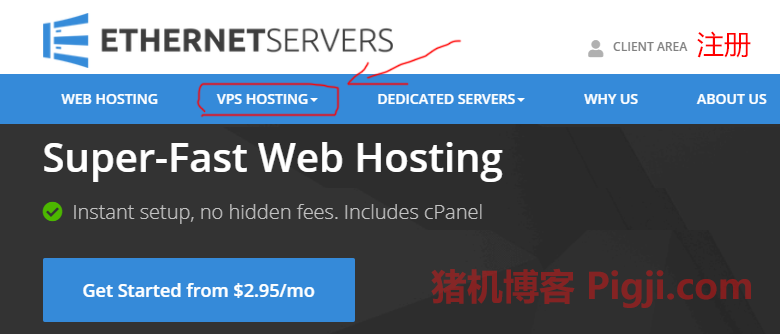 ETHERNETSERVERS
CLIENT AREA 注册
WEB HOSTING VPS HOSTING DEDICATED SERVERS WHY US ABOUT US
Super-Fast Web Hosting
Instant setup, no hidden fees. Includes cPanel
Get Started from $2.95/mo
猪机博客 Pigji.com